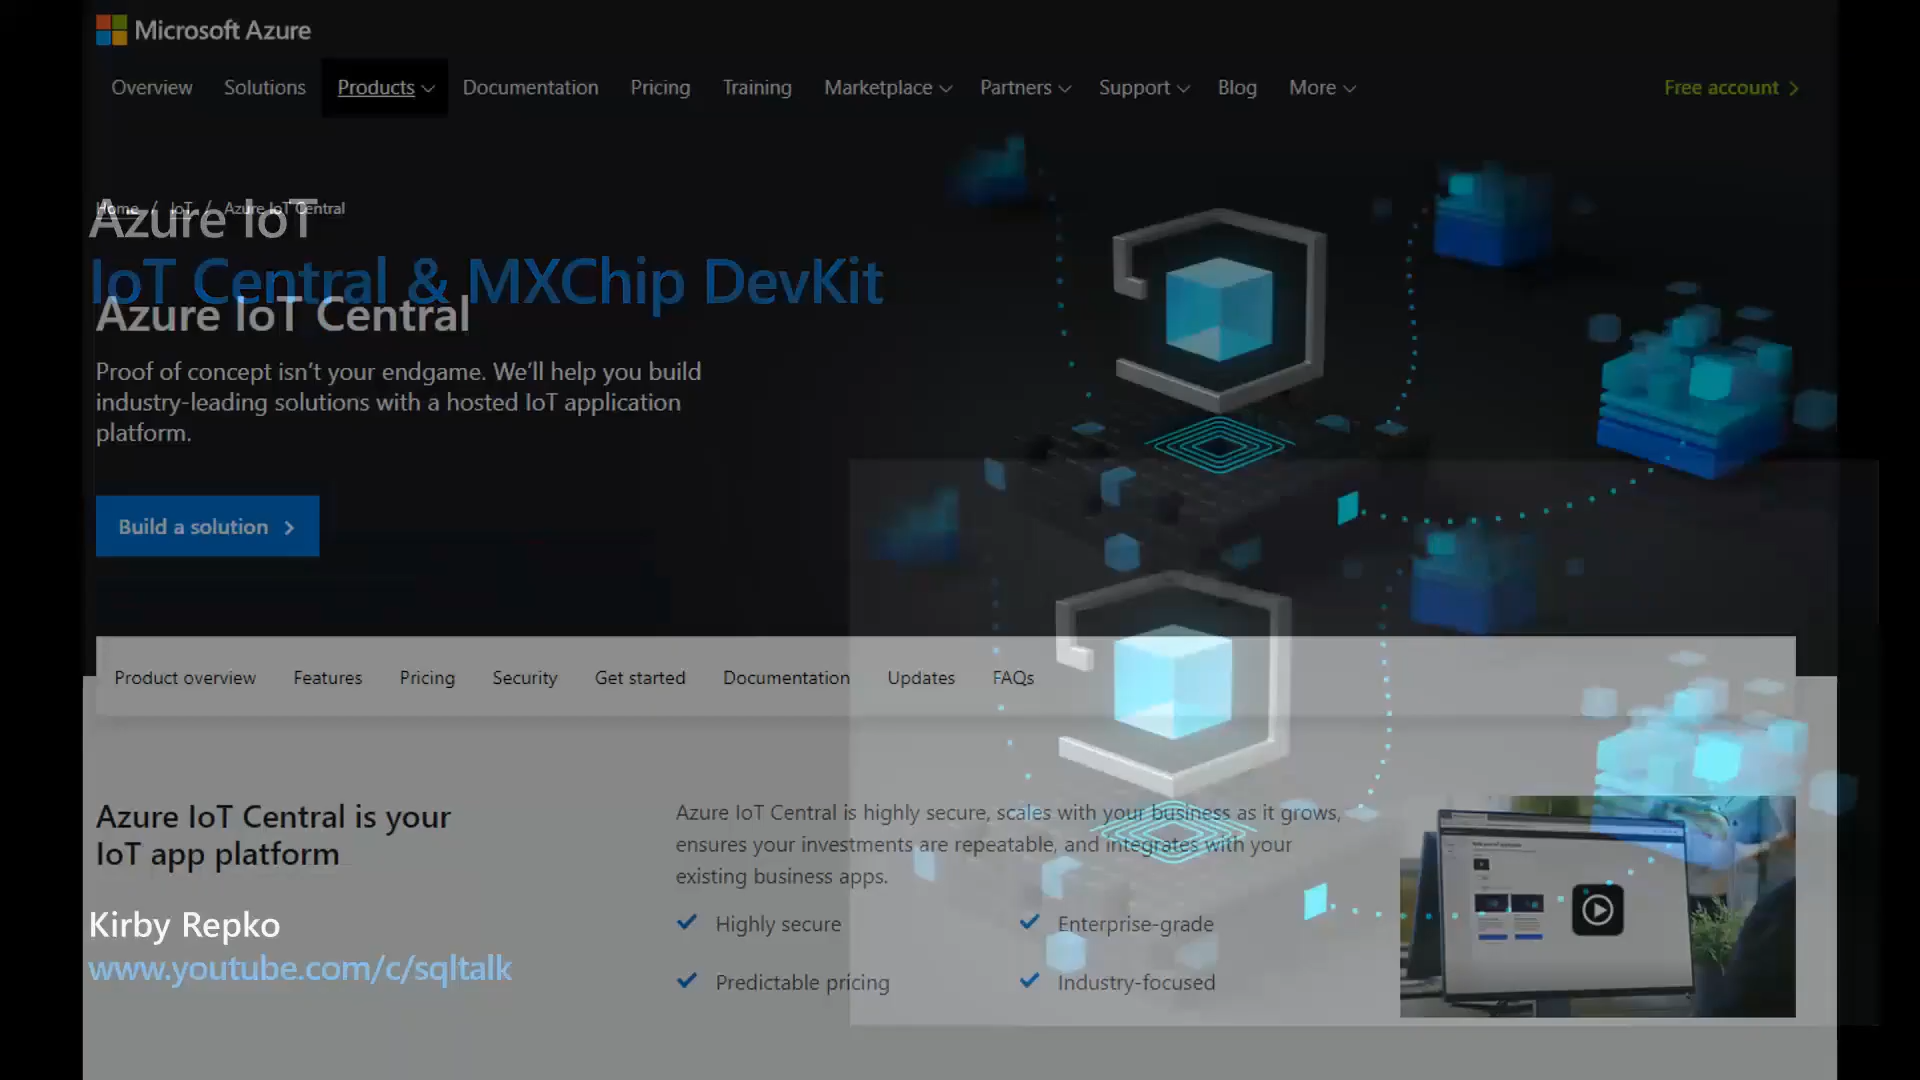 Microsoft Azure
Overview Solutions Products Documentation Pricing Training Marketplace Partners Support Blog More Free account
Home / IoT / Azure IoT Central
Azure IoT
IoT Central & MXChip DevKit
Azure IoT Central
Proof of concept isn't your endgame. We'll help you build
industry-leading solutions with a hosted IoT application
platform.
Build a solution
Product overview Features Pricing Security Get started Documentation Updates FAQs
Azure IoT Central is your
IoT app platform
Azure IoT Central is highly secure, scales with your business as it grows,
ensures your investments are repeatable, and integrates with your
existing business apps.
Highly secure Enterprise-grade
Predictable pricing Industry-focused
Kirby Repko
www.youtube.com/c/sqltalk